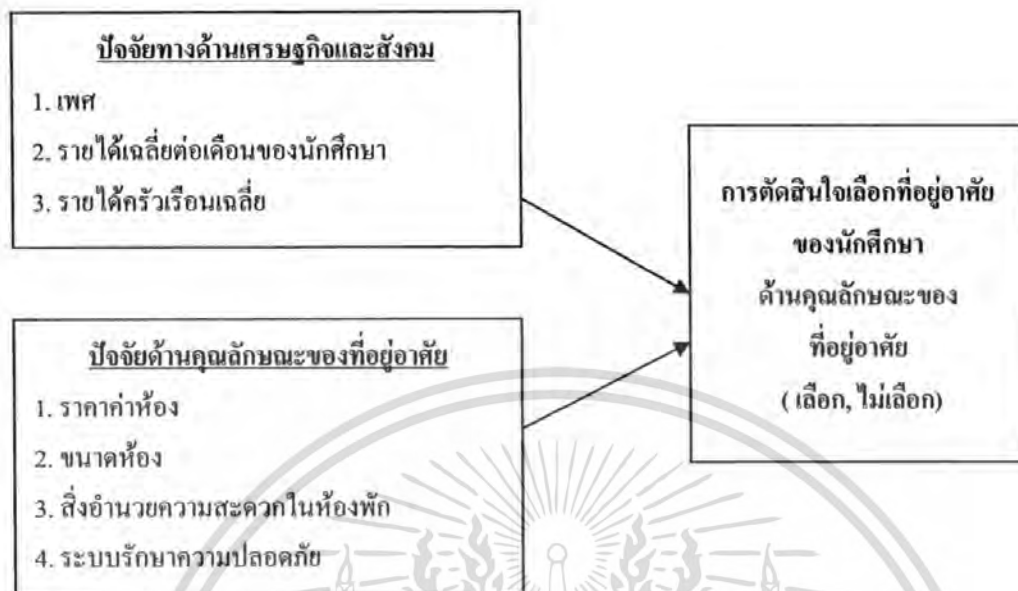 ปัจจัยทางด้านเศรษฐกิจและสังคม
1. เพศ
2. รายได้เฉลี่ยต่อเดือนของนักศึกษา
3. รายได้ครัวเรือนเฉลี่ย
ปัจจัยด้านคุณลักษณะของที่อยู่อาศัย
1. ราคาค่าห้อง
2. ขนาดห้อง
3. สิ่งอำนวยความสะดวกในห้องพัก
4. ระบบรักษาความปลอดภัย
การตัดสินใจเลือกที่อยู่อาศัย
ของนักศึกษา
ด้านคุณลักษณะของ
ที่อยู่อาศัย
( เลือก, ไม่เลือก)